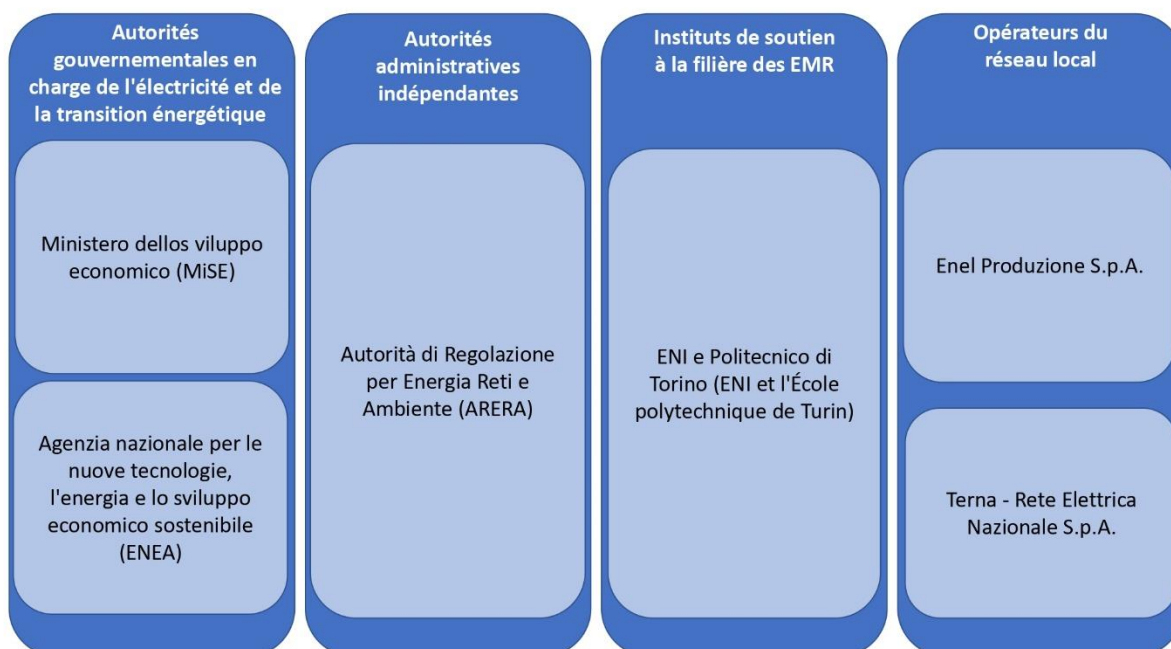 Autorités
gouvernementales en
charge de l'électricité et de
la transition énergétique
Ministero dellos viluppo
economico (MiSE)
Agenzia nazionale per le
nuove tecnologie,
l'energia e lo sviluppo
economico sostenibile
(ENEA)
Autorités
administratives
indépendantes
Autorità di Regolazione
per Energia Reti e
Ambiente (ARERA)
Instituts de soutien
à la filière des EMR
ENI e Politecnico di
Torino (ENI et l'École
polytechnique de Turin)
Opérateurs du
réseau local
Enel Produzione S.p.A.
Terna - Rete Elettrica
Nazionale S.p.A.